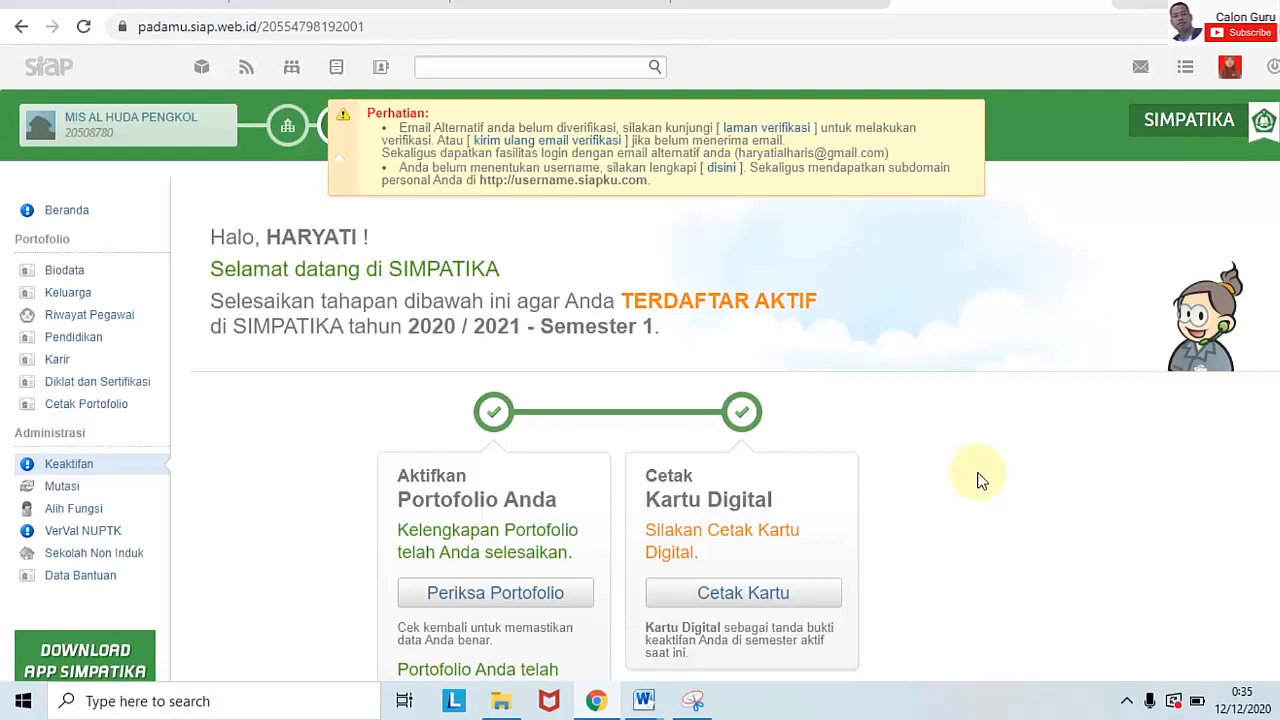 padamu.siap.web.id/20554798192001
Calon Guru
Subscribe
siap
MIS AL HUDA PENGKOL
20508780
Perhatian:
• Email Alternatif anda belum diverifikasi, silakan kunjungi [ laman verifikasi ] untuk melakukan
verifikasi. Atau [ kirim ulang email verifikasi ] jika belum menerima email.
Sekaligus dapatkan fasilitas login dengan email alternatif anda (haryatialharis@gmail.com)
• Anda belum menentukan username, silakan lengkapi [ disini ]. Sekaligus mendapatkan subdomain
personal Anda di http://username.siapku.com.
SIMPATIKA
Beranda
Portofolio
Biodata
Keluarga
Riwayat Pegawai
Pendidikan
Karir
Diklat dan Sertifikasi
Cetak Portofolio
Administrasi
Keaktifan
Mutasi
Alih Fungsi
VerVal NUPTK
Sekolah Non Induk
Data Bantuan
DOWNLOAD
APP SIMPATIKA
Halo, HARYATI !
Selamat datang di SIMPATIKA
Selesaikan tahapan dibawah ini agar Anda TERDAFTAR AKTIF
di SIMPATIKA tahun 2020 / 2021 - Semester 1.
Aktifkan
Portofolio Anda
Kelengkapan Portofolio
telah Anda selesaikan.
Periksa Portofolio
Cek kembali untuk memastikan
data Anda benar.
Portofolio Anda telah
Cetak
Kartu Digital
Silakan Cetak Kartu
Digital.
Cetak Kartu
Kartu Digital sebagai tanda bukti
keaktifan Anda di semester aktif
saat ini.
Type here to search
0:35
12/12/2020